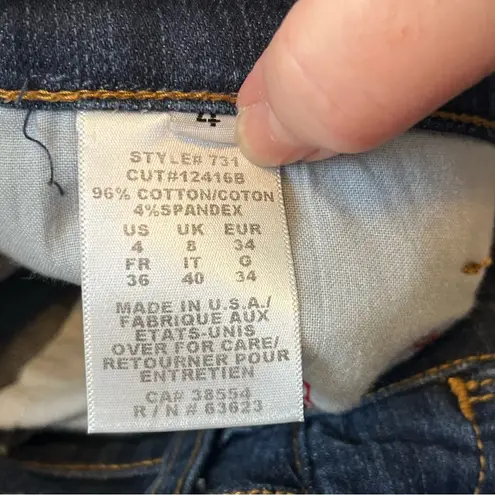 4
STYLE# 731
CUT#12416B
96% COTTON/COTON
4%SPANDEX
US UK EUR
4 8 34
FR IT G
36 40 34
MADE IN U.S.A./
FABRIQUE AUX
ETATS-UNIS
OVER FOR CARE/
RETOURNER POUR
ENTRETIEN
CA# 38554
R/N# 63623